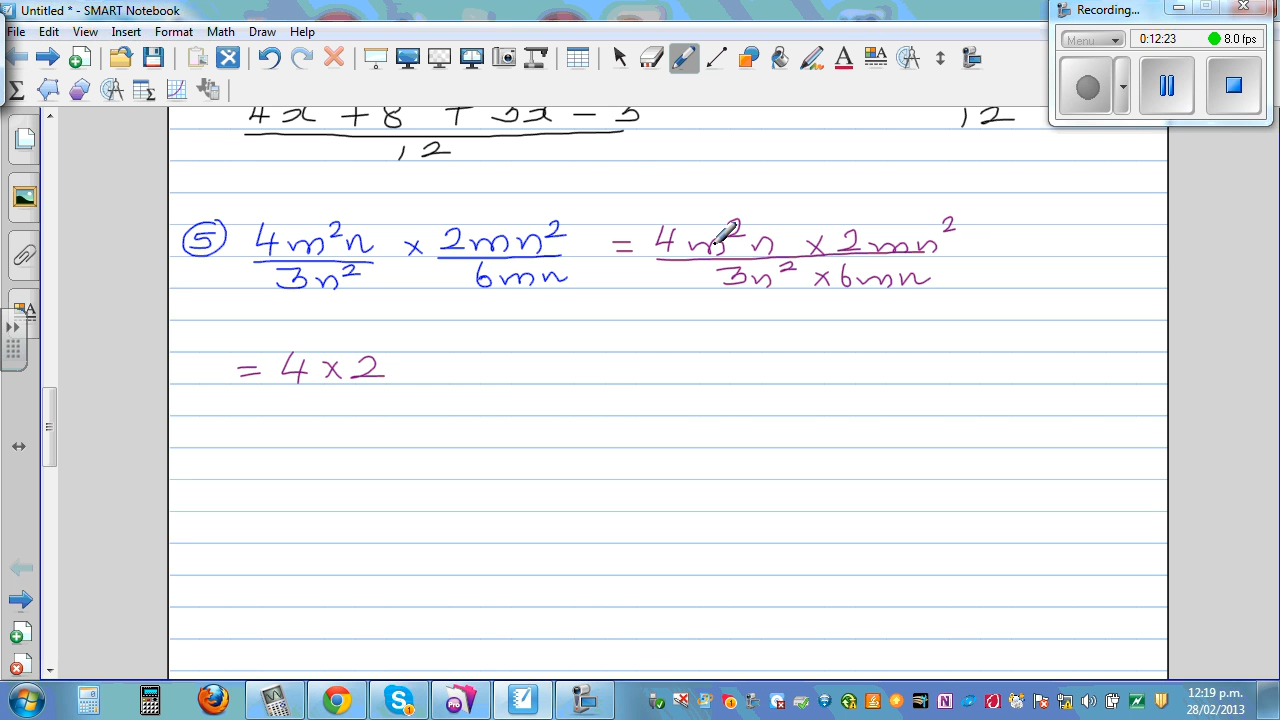 Untitled * - SMART Notebook
Recording...
File Edit View Insert Format Math Draw Help
Menu 0:12:23 8.0 fps
4x + 8 + 3x - 3 12
12
⑤ 4m²n × 2mn² = 4m²n × 2mn²
3n² 6mn 3n² × 6mn
= 4 × 2
12:19 PM
28/02/2013